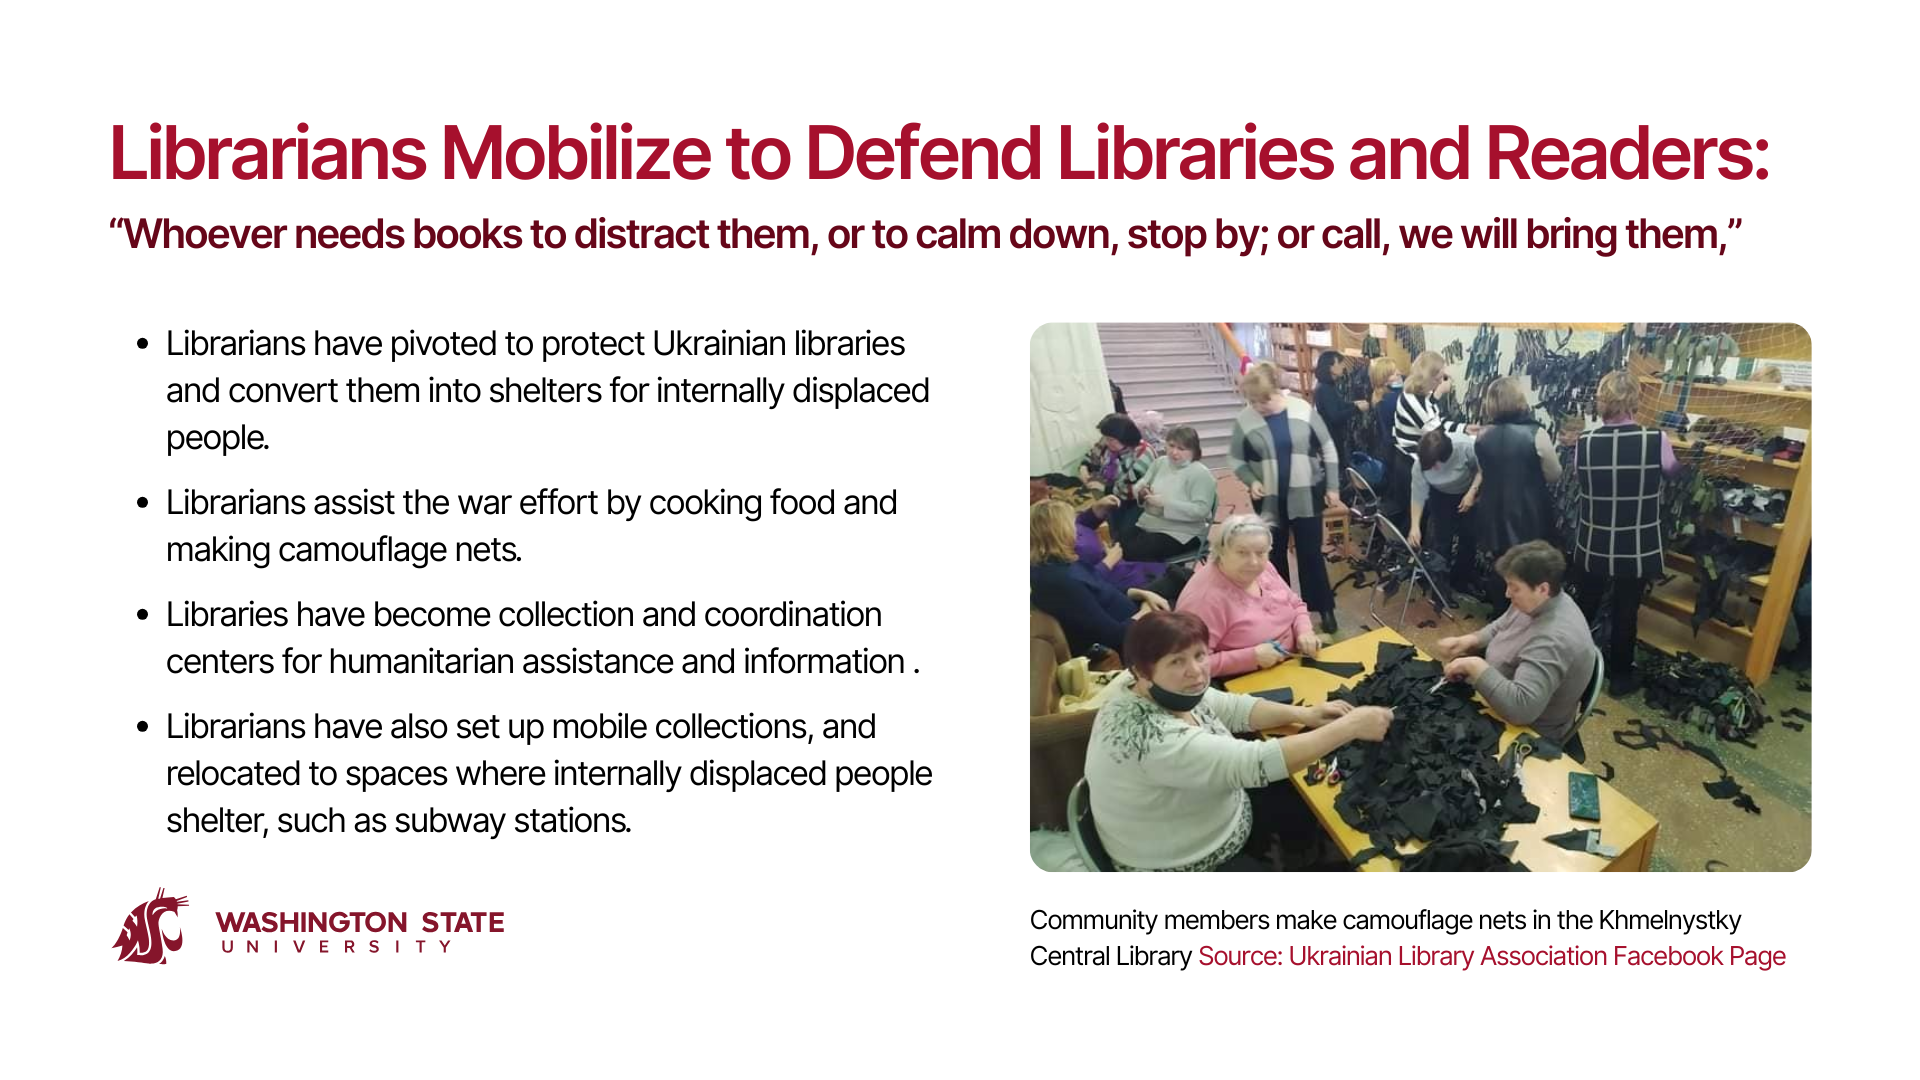 Librarians Mobilize to Defend Libraries and Readers:
“Whoever needs books to distract them, or to calm down, stop by; or call, we will bring them,”
• Librarians have pivoted to protect Ukrainian libraries
and convert them into shelters for internally displaced
people.
• Librarians assist the war effort by cooking food and
making camouflage nets.
• Libraries have become collection and coordination
centers for humanitarian assistance and information .
• Librarians have also set up mobile collections, and
relocated to spaces where internally displaced people
shelter, such as subway stations.
WASHINGTON STATE
UNIVERSITY
Community members make camouflage nets in the Khmelnystky
Central Library Source: Ukrainian Library Association Facebook Page